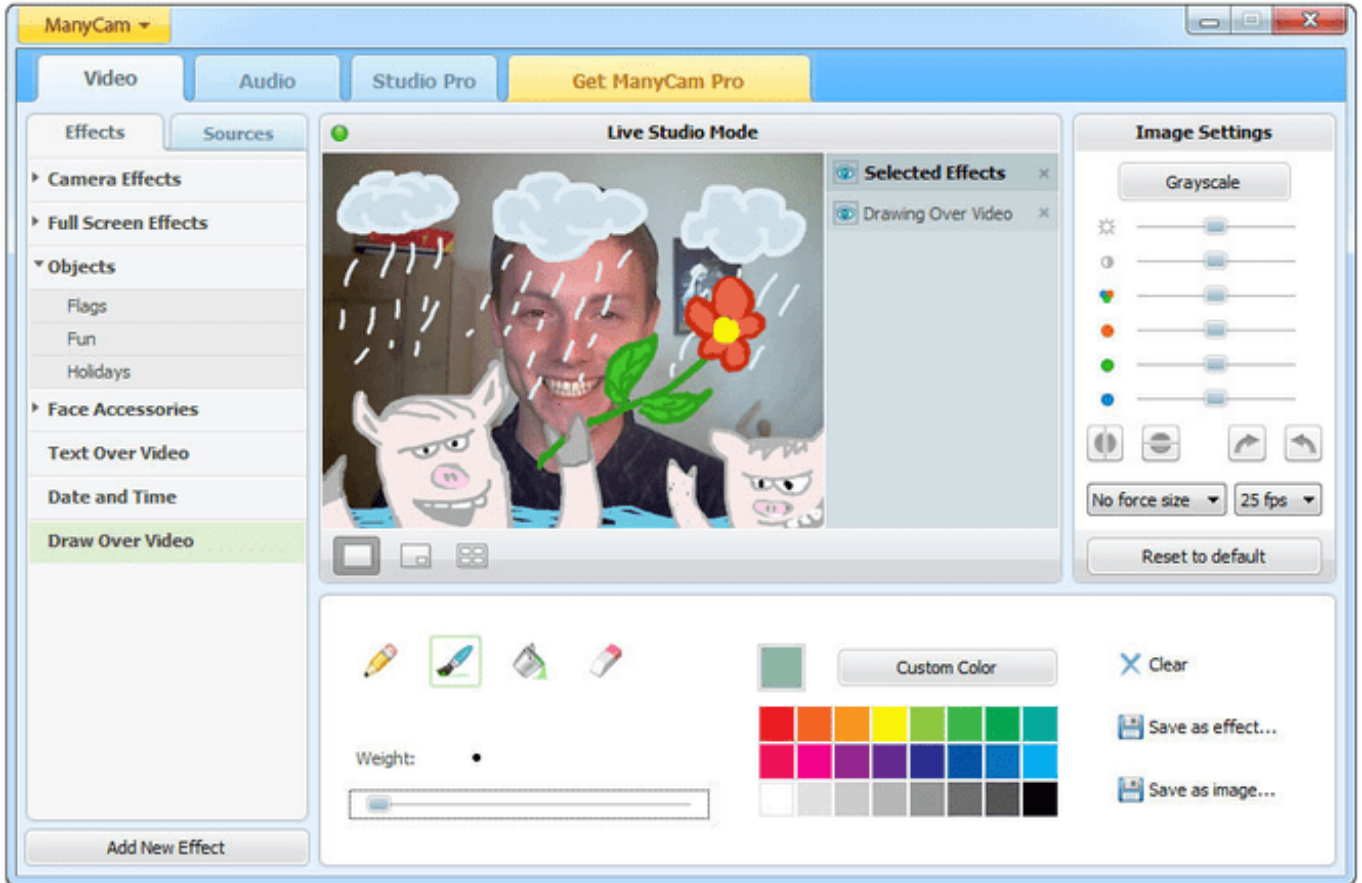 ManyCam
Video
Audio
Studio Pro
Get ManyCam Pro
Effects
Sources
Camera Effects
Full Screen Effects
Objects
Flags
Fun
Holidays
Face Accessories
Text Over Video
Date and Time
Draw Over Video
Add New Effect
Live Studio Mode
Selected Effects
Drawing Over Video
Image Settings
Grayscale
No force size
25 fps
Reset to default
Weight:
Custom Color
Clear
Save as effect...
Save as image...